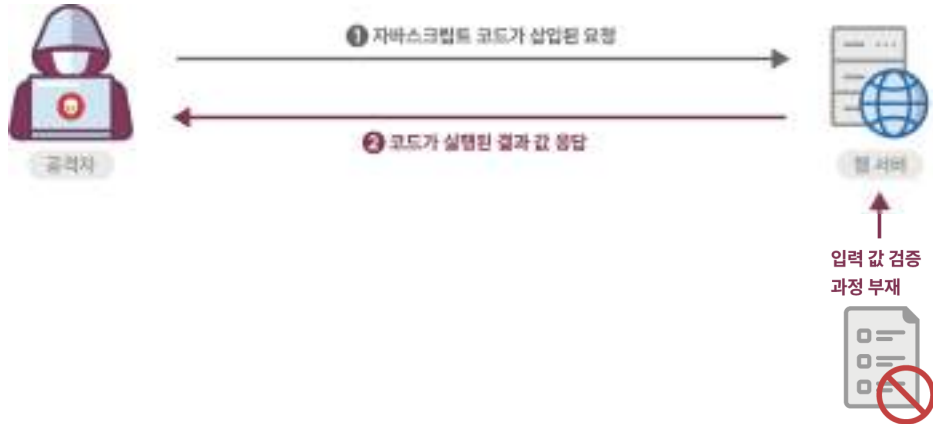 ❶ 자바스크립트 코드가 삽입된 요청
❷ 코드가 실행된 결과 값 응답
공격자
웹 서버
입력 값 검증
과정 부재